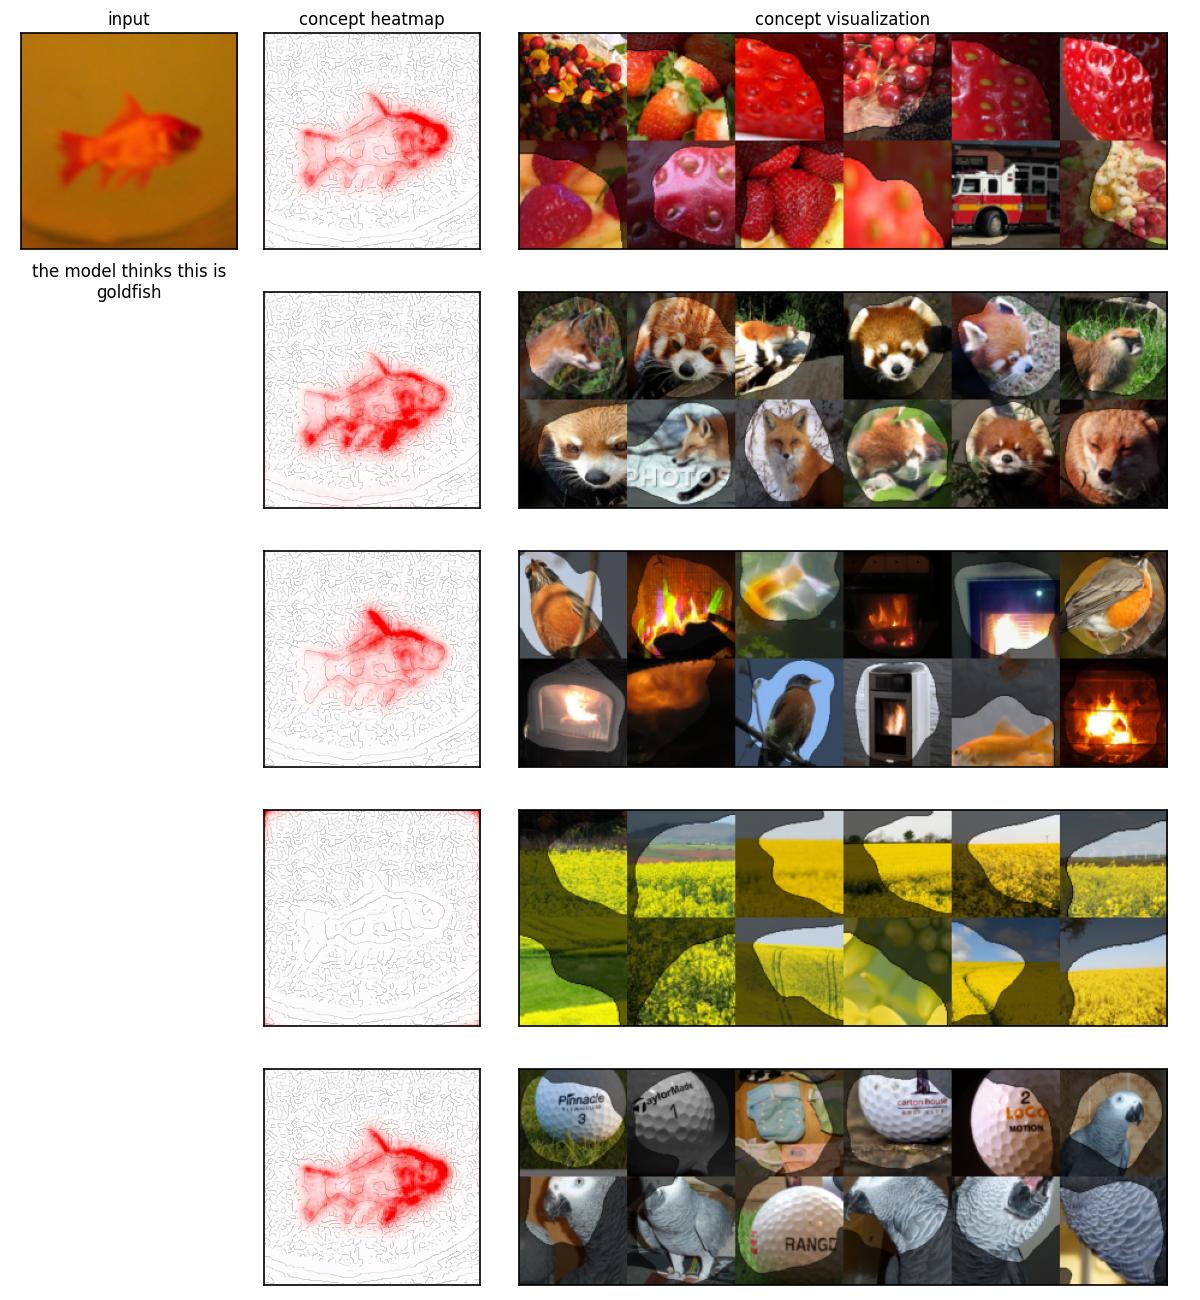 input
concept heatmap
concept visualization
the model thinks this is
goldfish
PHOTOS
Pinnacle
TITANIUM
3
TaylorMade
1
carton house
2
LOGO
MOTION
RANGE